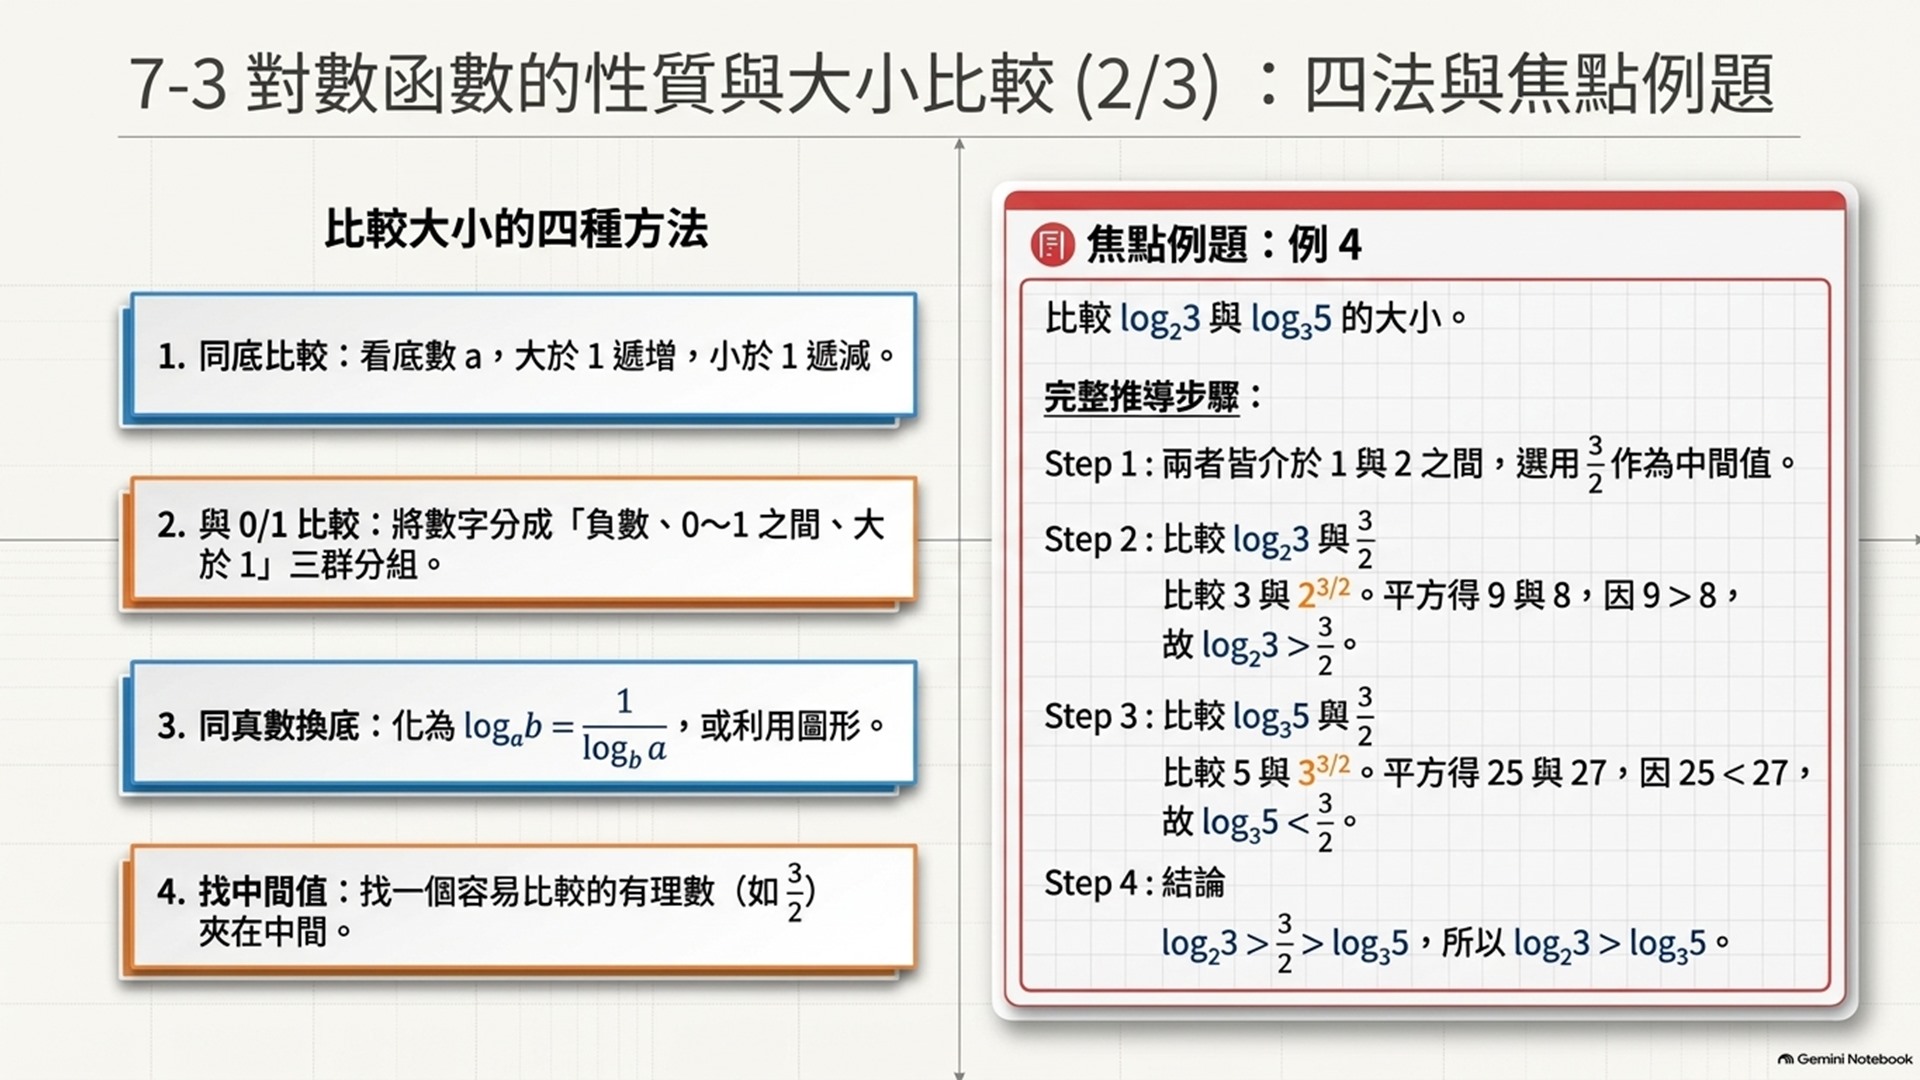 7-3 對數函數的性質與大小比較 (2/3) ：四法與焦點例題
比較大小的四種方法
1. 同底比較：看底數 a，大於 1 遞增，小於 1 遞減。
2. 與 0/1 比較：將數字分成「負數、0～1 之間、大
於 1」三群分組。
3. 同真數換底：化為 logₐb = 1/log_b a，或利用圖形。
4. 找中間值：找一個容易比較的有理數（如 3/2）
夾在中間。
焦點例題：例 4
比較 log₂3 與 log₃5 的大小。
完整推導步驟：
Step 1 : 兩者皆介於 1 與 2 之間，選用 3/2 作為中間值。
Step 2 : 比較 log₂3 與 3/2
比較 3 與 2^{3/2}。平方得 9 與 8，因 9 > 8，
故 log₂3 > 3/2。
Step 3 : 比較 log₃5 與 3/2
比較 5 與 3^{3/2}。平方得 25 與 27，因 25 < 27，
故 log₃5 < 3/2。
Step 4 : 結論
log₂3 > 3/2 > log₃5，所以 log₂3 > log₃5。
Gemini Notebook